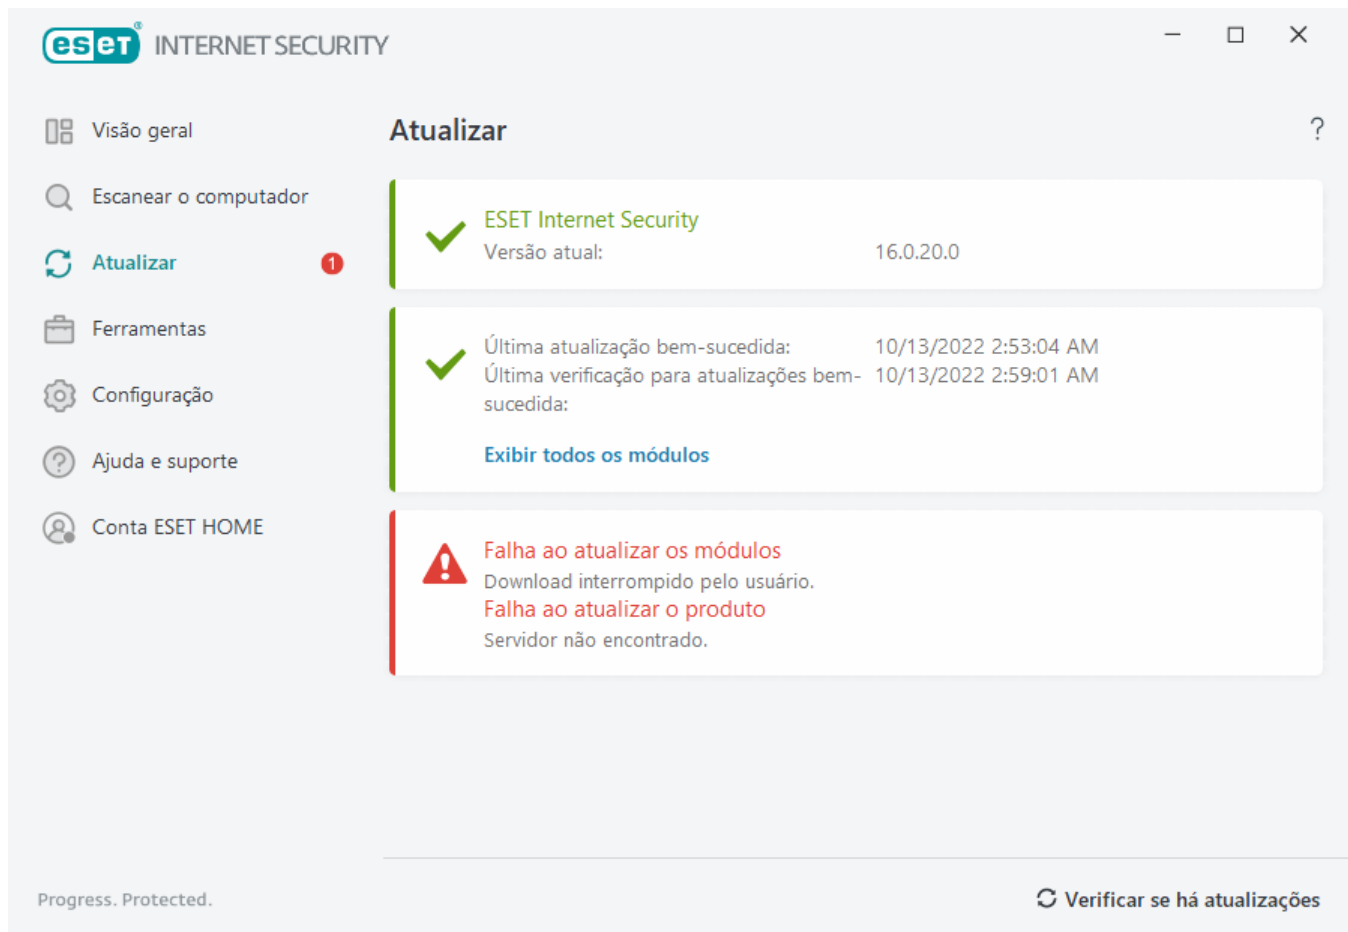 eset® INTERNET SECURITY
Visão geral
Escanear o computador
Atualizar 1
Ferramentas
Configuração
Ajuda e suporte
Conta ESET HOME
Atualizar ?
ESET Internet Security
Versão atual: 16.0.20.0
Última atualização bem-sucedida: 10/13/2022 2:53:04 AM
Última verificação para atualizações bem- 10/13/2022 2:59:01 AM
sucedida:
Exibir todos os módulos
Falha ao atualizar os módulos
Download interrompido pelo usuário.
Falha ao atualizar o produto
Servidor não encontrado.
Progress. Protected.
Verificar se há atualizações